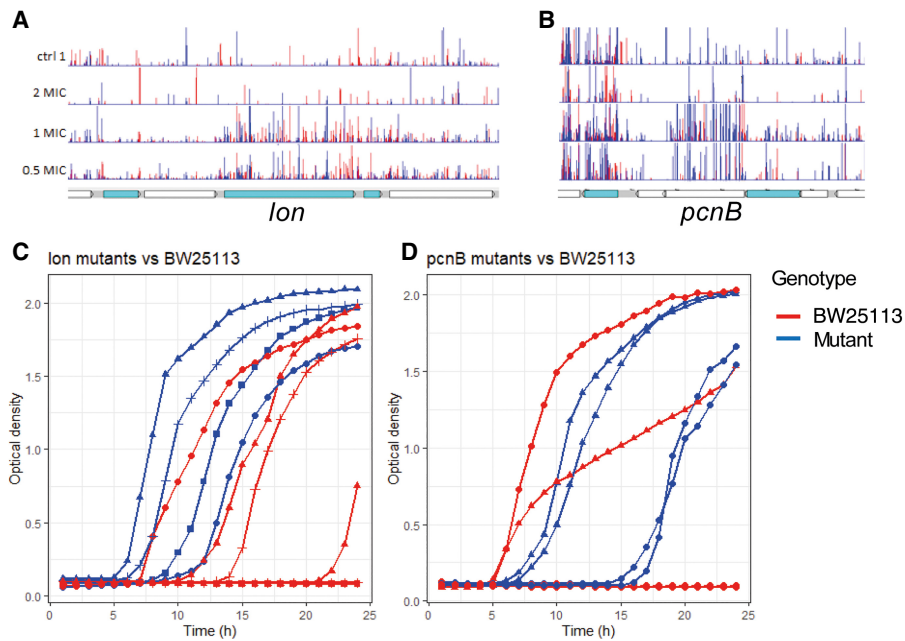 A
B
ctrl 1
2 MIC
1 MIC
0.5 MIC
lon
pcnB
C
lon mutants vs BW25113
D
pcnB mutants vs BW25113
Optical density
2.0
1.5
1.0
0.5
0.0
0
5
10
15
20
25
Time (h)
Optical density
2.0
1.5
1.0
0.5
0.0
0
5
10
15
20
25
Time (h)
Genotype
BW25113
Mutant